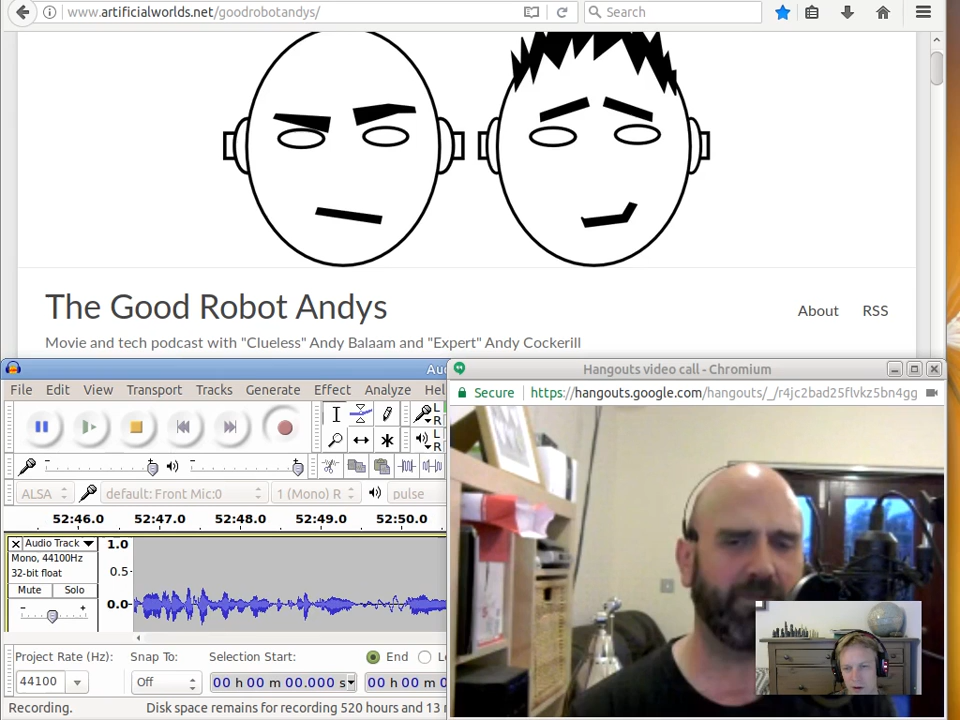 www.artificialworlds.net/goodrobotandys/
Search
The Good Robot Andys
About
RSS
Movie and tech podcast with "Clueless" Andy Balaam and "Expert" Andy Cockerill
Hangouts video call - Chromium
Secure
https://hangouts.google.com/hangouts/_/r4jc2bad25flvkz5bn4gg
File Edit View Transport Tracks Generate Effect Analyze
L
R
L
R
ALSA
default: Front Mic:0
1 (Mono) R
pulse
52:46.0 52:47.0 52:48.0 52:49.0 52:50.0
Audio Track
Mono, 44100Hz
32-bit float
Mute Solo
- +
1.0
0.5-
0.0-
Project Rate (Hz):
Snap To:
Selection Start:
End
44100
Off
00 h 00 m 00.000 s
00 h 00 m
Recording.
Disk space remains for recording 520 hours and 13